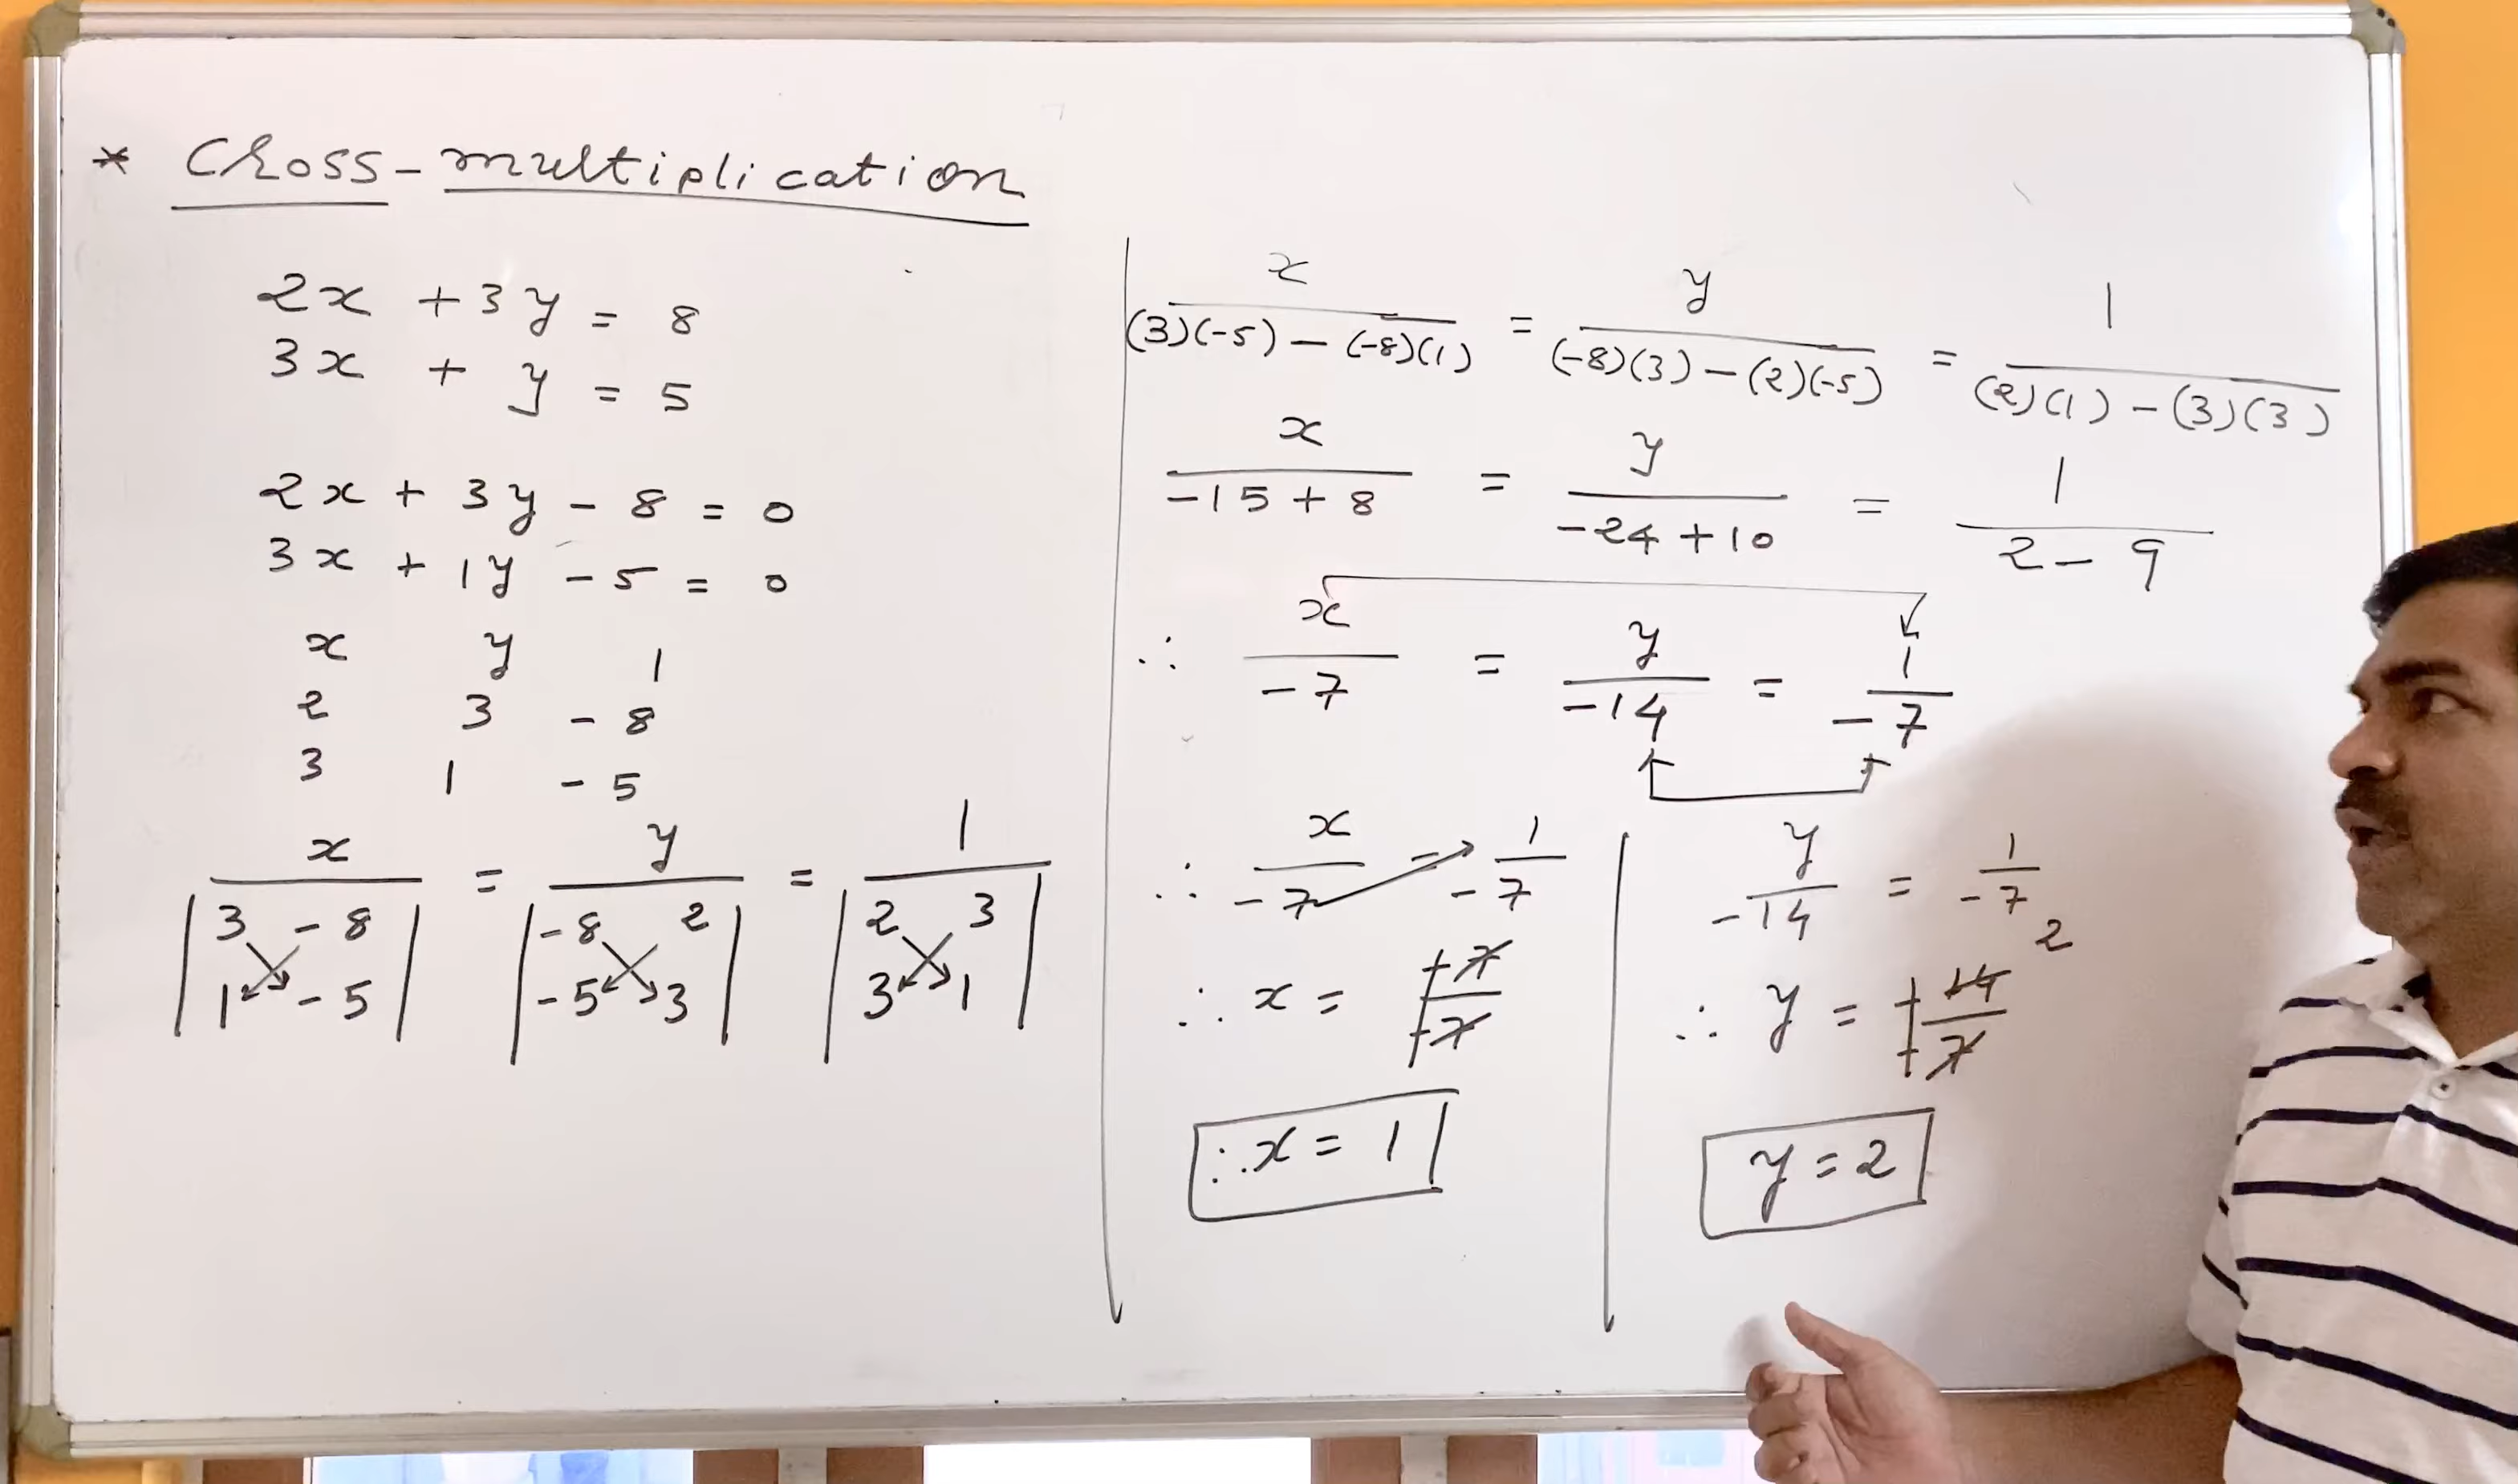 * Cross-multiplication
2x + 3y = 8
3x + y = 5
2x + 3y - 8 = 0
3x + 1y - 5 = 0
x y 1
2 3 -8
3 1 -5
x = y = 1
3 -8 -8 2 2 3
1 -5 -5 3 3 1
x = y = 1
(3)(-5) - (-8)(1) (-8)(3) - (2)(-5) (2)(1) - (3)(3)
x = y = 1
-15 + 8 -24 + 10 2 - 9
∴ x = y = 1
-7 -14 -7
∴ x = 1
-7 -7
∴ x = +7
+7
∴ x = 1
y = 1
-14 -7
2
∴ y = +14
+7
y = 2